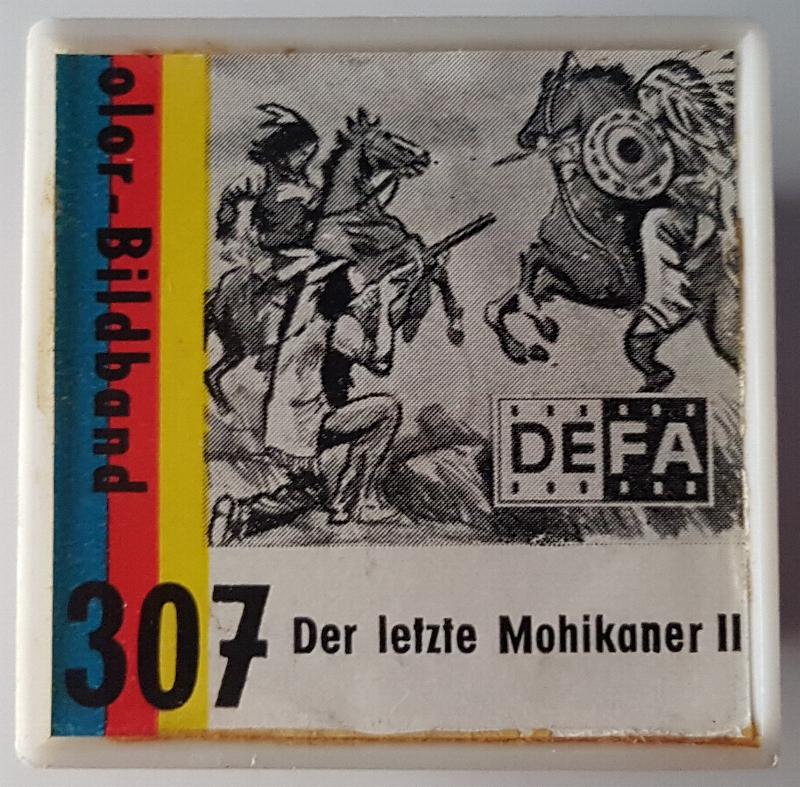 olor-Bildband
DEFA
307 Der letzte Mohikaner II